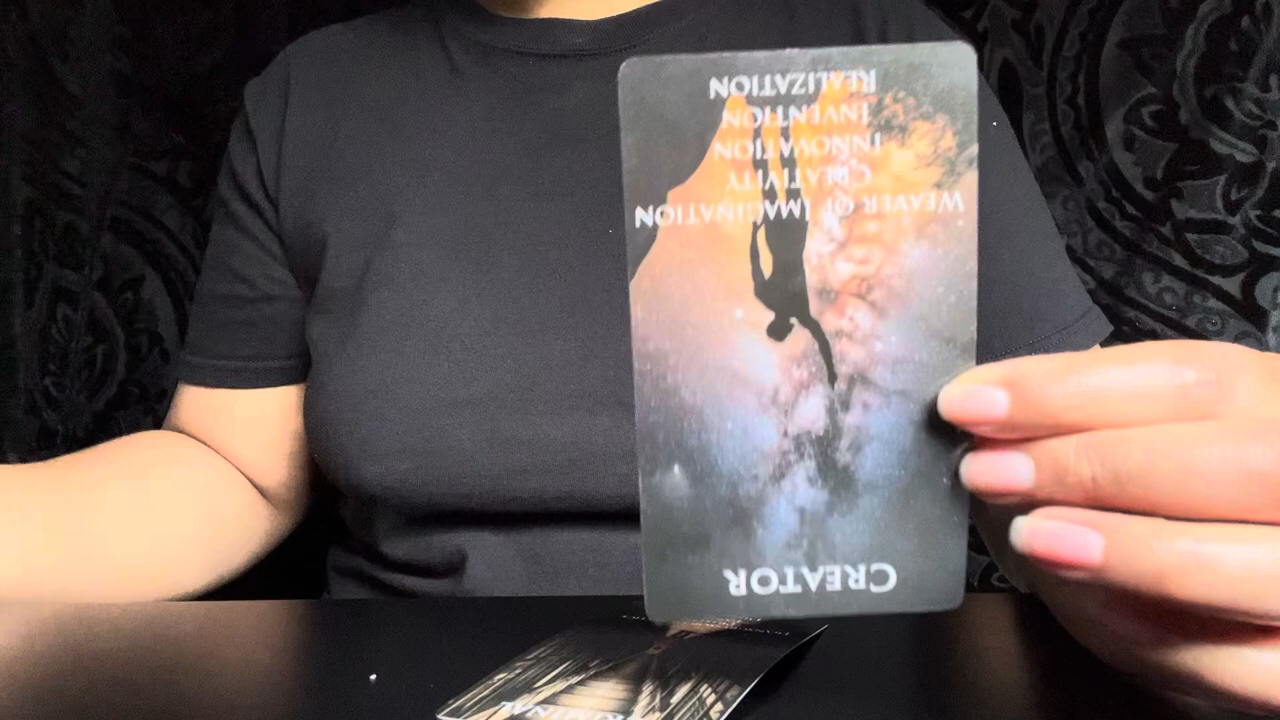 CREATOR
WEAVER OF IMAGINATION
CREATIVITY
INNOVATION
INVENTION
REALIZATION